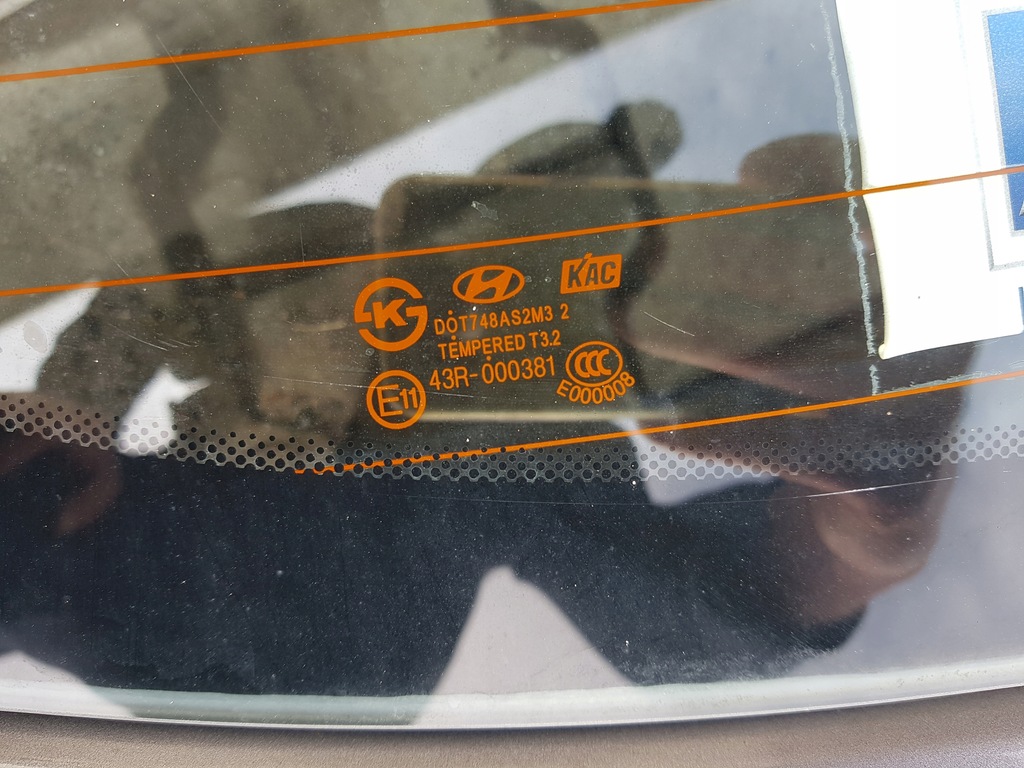 K
KAC
DOT748AS2M3 2
TEMPERED T3.2
43R-000381
E11
CCC
E000008